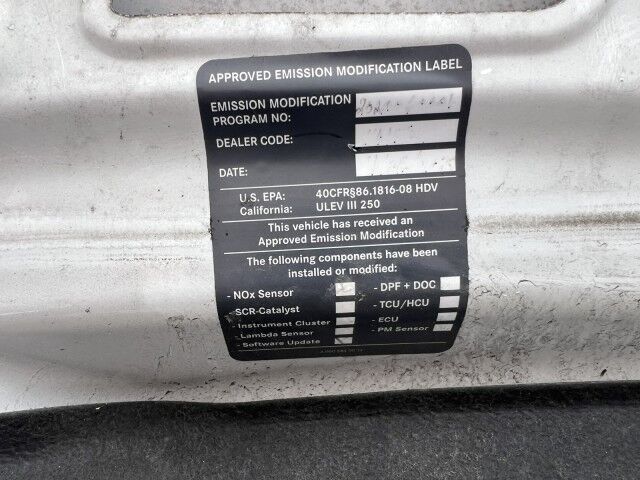 APPROVED EMISSION MODIFICATION LABEL
EMISSION MODIFICATION
PROGRAM NO:
DEALER CODE:
DATE:
U.S. EPA: 40CFR§86.1816-08 HDV
California: ULEV III 250
This vehicle has received an
Approved Emission Modification
The following components have been
installed or modified:
- NOx Sensor - DPF + DOC
- SCR-Catalyst - TCU/HCU
- Instrument Cluster - ECU
- Lambda Sensor - PM Sensor
- Software Update